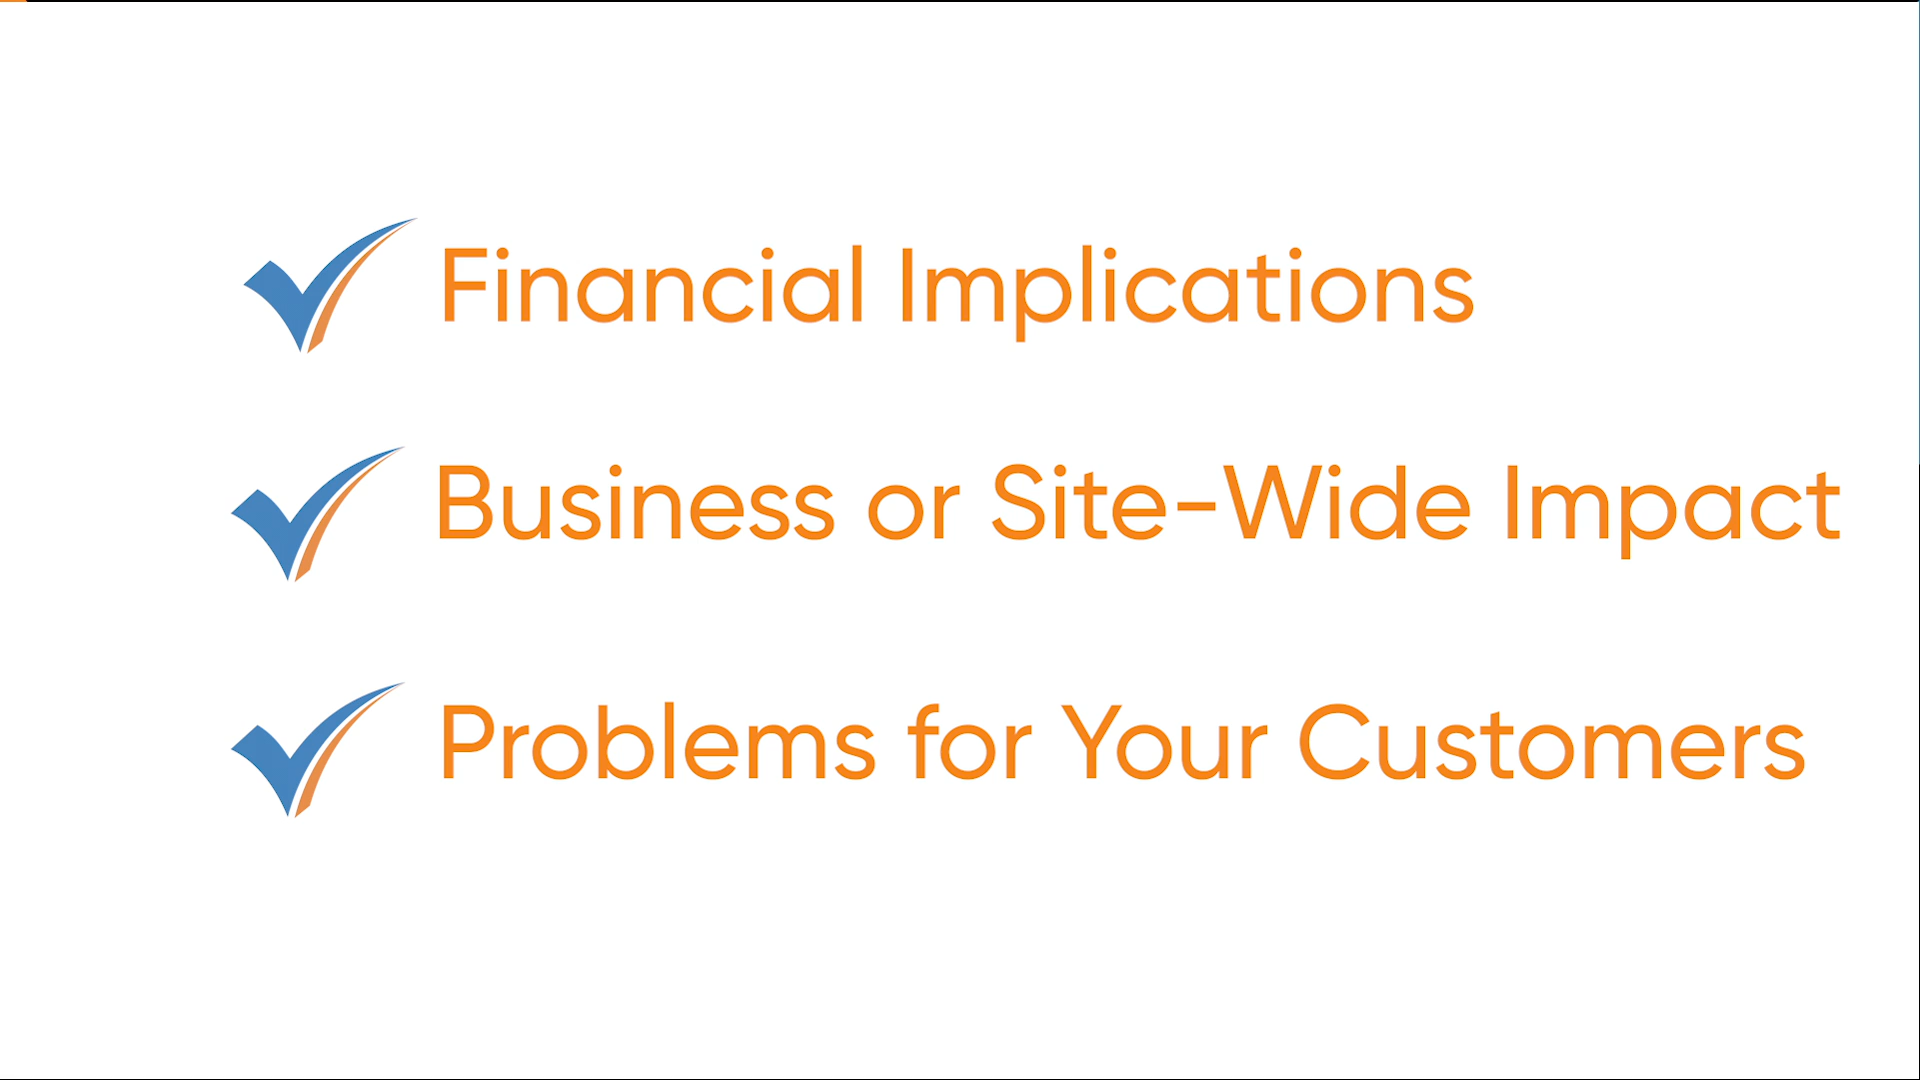 Financial Implications
Business or Site-Wide Impact
Problems for Your Customers